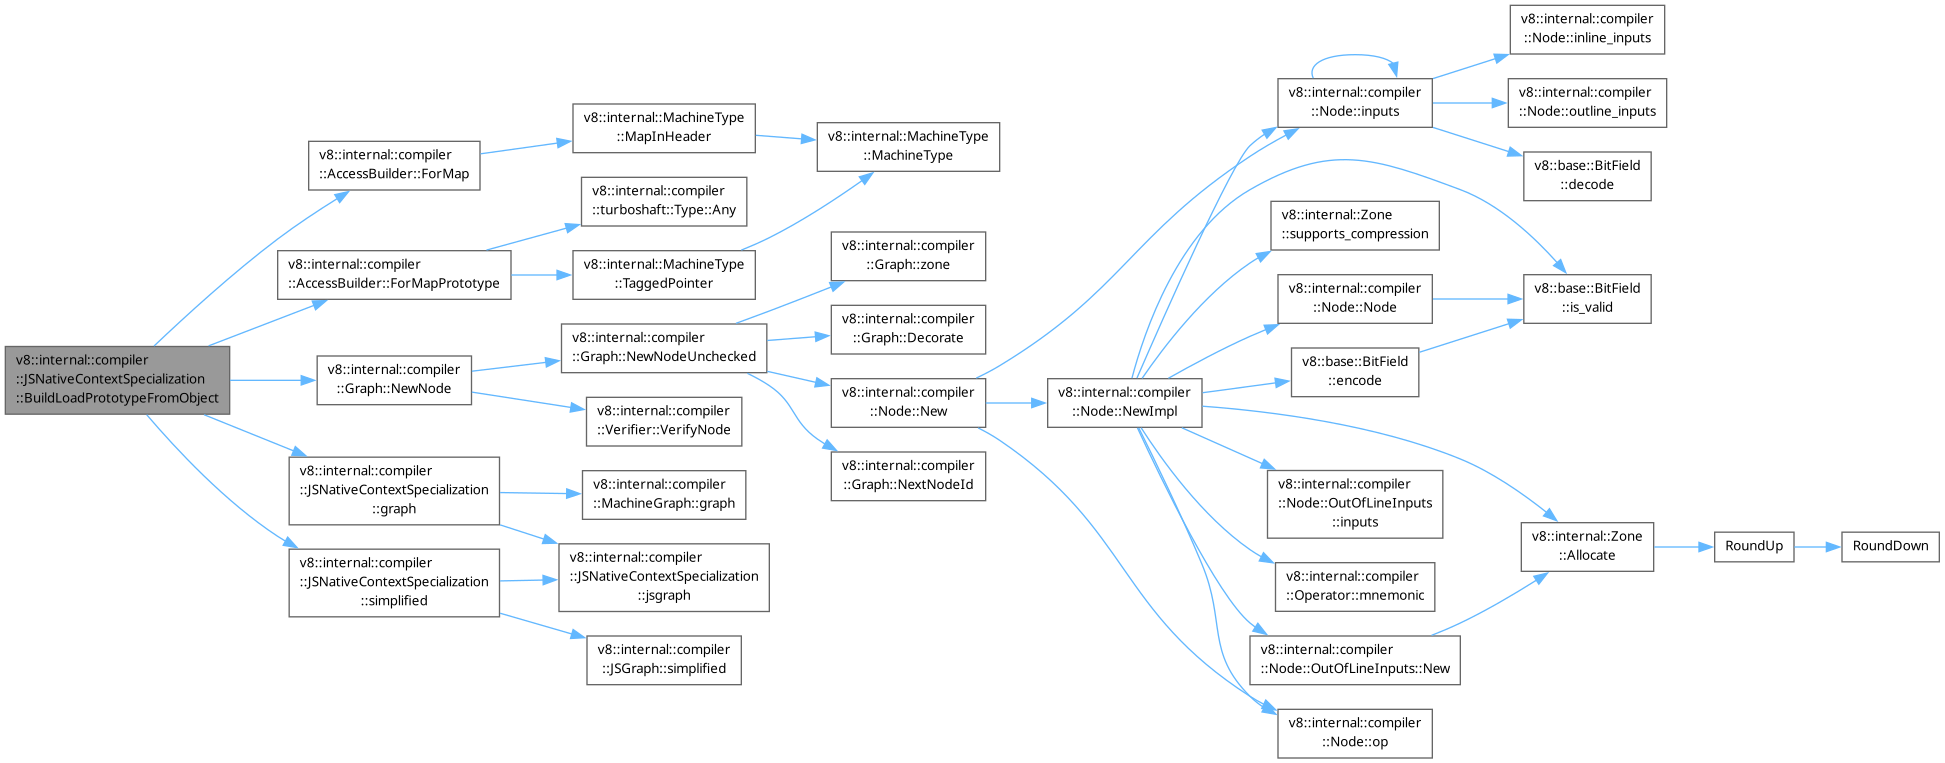 v8::internal::compiler
::JSNativeContextSpecialization
::BuildLoadPrototypeFromObject
v8::internal::compiler
::AccessBuilder::ForMap
v8::internal::compiler
::AccessBuilder::ForMapPrototype
v8::internal::compiler
::Graph::NewNode
v8::internal::compiler
::JSNativeContextSpecialization
::graph
v8::internal::compiler
::JSNativeContextSpecialization
::simplified
v8::internal::MachineType
::MapInHeader
v8::internal::compiler
::turboshaft::Type::Any
v8::internal::MachineType
::TaggedPointer
v8::internal::compiler
::Graph::NewNodeUnchecked
v8::internal::compiler
::Verifier::VerifyNode
v8::internal::compiler
::MachineGraph::graph
v8::internal::compiler
::JSNativeContextSpecialization
::jsgraph
v8::internal::compiler
::JSGraph::simplified
v8::internal::MachineType
::MachineType
v8::internal::compiler
::Graph::zone
v8::internal::compiler
::Graph::Decorate
v8::internal::compiler
::Node::New
v8::internal::compiler
::Graph::NextNodeId
v8::internal::compiler
::Node::NewImpl
v8::internal::compiler
::Node::inputs
v8::internal::Zone
::supports_compression
v8::internal::compiler
::Node::Node
v8::base::BitField
::encode
v8::internal::compiler
::Node::OutOfLineInputs
::inputs
v8::internal::compiler
::Operator::mnemonic
v8::internal::compiler
::Node::OutOfLineInputs::New
v8::internal::compiler
::Node::op
v8::internal::compiler
::Node::inline_inputs
v8::internal::compiler
::Node::outline_inputs
v8::base::BitField
::decode
v8::base::BitField
::is_valid
v8::internal::Zone
::Allocate
RoundUp
RoundDown